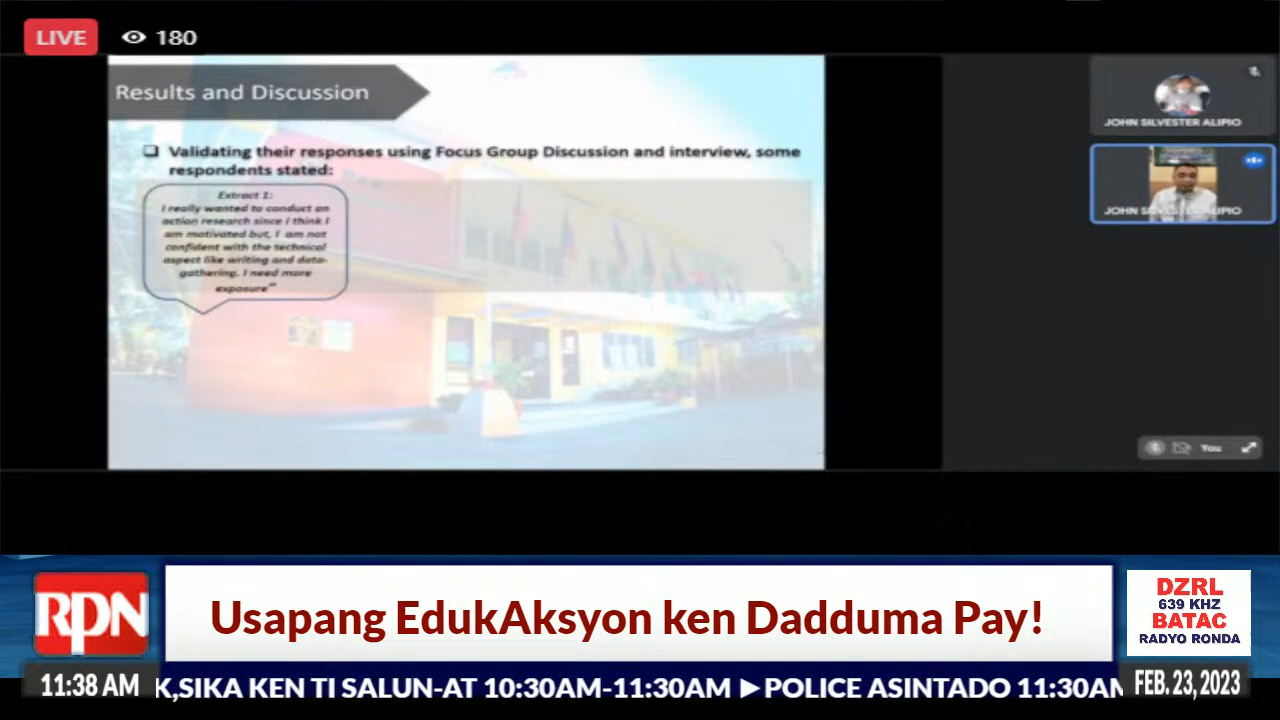 LIVE 180
Results and Discussion
❑ Validating their responses using Focus Group Discussion and interview, some
respondents stated:
Extract 1:
I really wanted to conduct an
action research since I think I
am motivated but, I am not
confident with the technical
aspect like writing and data-
gathering. I need more
exposure"
JOHN SILVESTER ALIPIO
JOHN SILVESTER ALIPIO
You
RPN
Usapang EdukAksyon ken Dadduma Pay!
DZRL
639 KHZ
BATAC
RADYO RONDA
11:38 AM
K,SIKA KEN TI SALUN-AT 10:30AM-11:30AM ►POLICE ASINTADO 11:30AM
FEB. 23, 2023